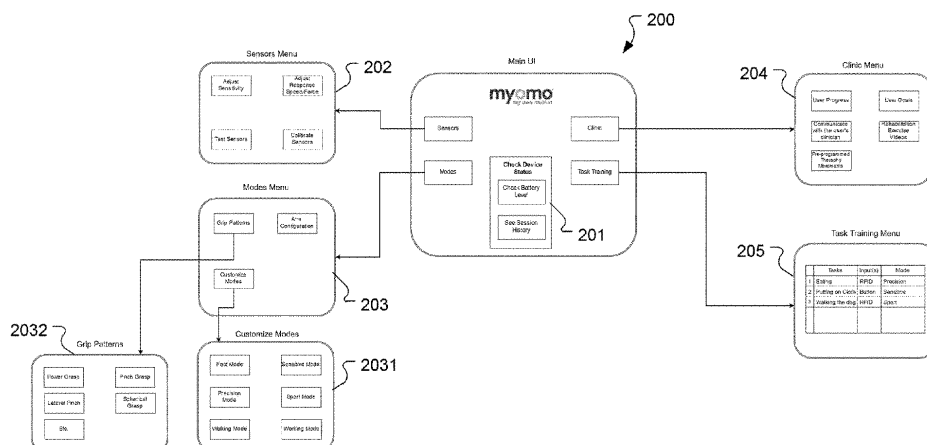 200
Sensors Menu
202
Adjust
Sensitivity
Adjust
Response
Speed/Force
Test Sensors
Calibrate
Sensors
Main UI
myomo
Sensors
Clinic
Modes
Task Training
Check Device
Status
Check Battery
Level
See Session
History
201
Clinic Menu
204
User Progress
User Goals
Communicate
with the user's
clinician
Rehabilitation
Exercise
Videos
Pre-programmed
Therapy
Movements
Modes Menu
Grip Patterns
Arm
Configuration
Customize
Modes
203
Task Training Menu
205
Tasks Input(s) Mode
1 Eating RFID Precision
2 Putting on Clock Button Sensitive
3 Walking the dog RFID Sport
2032
Grip Patterns
Power Grasp
Pinch Grasp
Lateral Pinch
Spherical
Grasp
Etc.
Customize Modes
2031
Fast Mode
Sensitive Mode
Precision
Mode
Sport Mode
Walking Mode
Working Mode